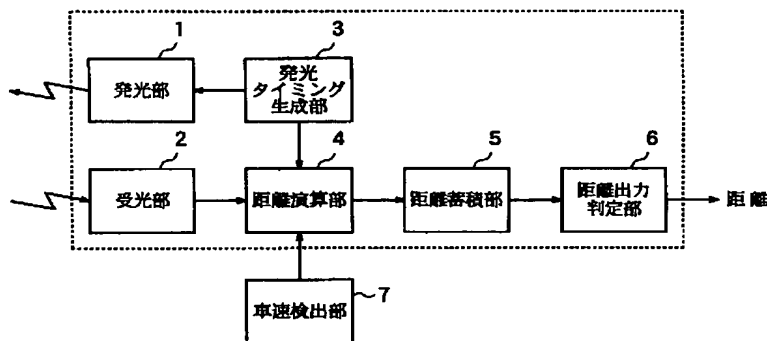 1
発光部
3
発光
タイミング
生成部
2
受光部
4
距離演算部
5
距離蓄積部
6
距離出力
判定部
距離
車速検出部
7